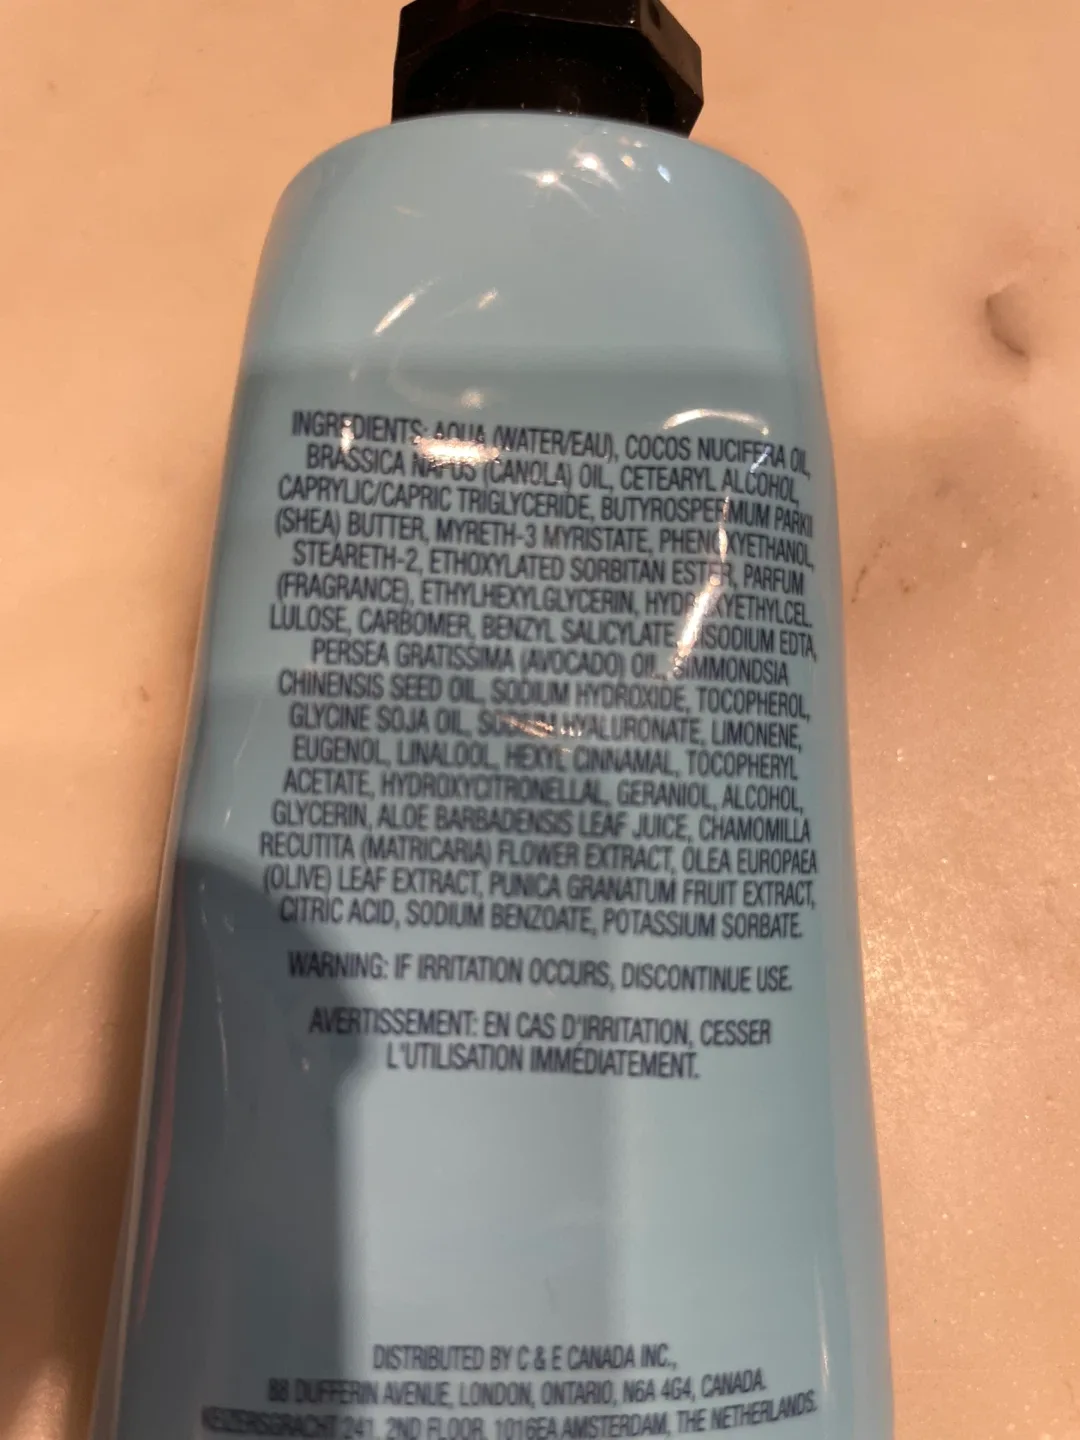 INGREDIENTS: AQUA (WATER/EAU), COCOS NUCIFERA OIL,
BRASSICA NAPUS (CANOLA) OIL, CETEARYL ALCOHOL,
CAPRYLIC/CAPRIC TRIGLYCERIDE, BUTYROSPERMUM PARKII
(SHEA) BUTTER, MYRETH-3 MYRISTATE, PHENOXYETHANOL,
STEARETH-2, ETHOXYLATED SORBITAN ESTER, PARFUM
(FRAGRANCE), ETHYLHEXYLGLYCERIN, HYDROXYETHYLCEL
LULOSE, CARBOMER, BENZYL SALICYLATE, DISODIUM EDTA,
PERSEA GRATISSIMA (AVOCADO) OIL, SIMMONDSIA
CHINENSIS SEED OIL, SODIUM HYDROXIDE, TOCOPHEROL,
GLYCINE SOJA OIL, SODIUM HYALURONATE, LIMONENE,
EUGENOL, LINALOOL, HEXYL CINNAMAL, TOCOPHERYL
ACETATE, HYDROXYCITRONELLAL, GERANIOL, ALCOHOL,
GLYCERIN, ALOE BARBADENSIS LEAF JUICE, CHAMOMILLA
RECUTITA (MATRICARIA) FLOWER EXTRACT, OLEA EUROPAEA
(OLIVE) LEAF EXTRACT, PUNICA GRANATUM FRUIT EXTRACT,
CITRIC ACID, SODIUM BENZOATE, POTASSIUM SORBATE.
WARNING: IF IRRITATION OCCURS, DISCONTINUE USE.
AVERTISSEMENT: EN CAS D'IRRITATION, CESSER
L'UTILISATION IMMÉDIATEMENT.
DISTRIBUTED BY C & E CANADA INC.,
88 DUFFERIN AVENUE, LONDON, ONTARIO, N6A 4G4, CANADA.
KEIZERSGRACHT 241, 2ND FLOOR, 1016EA AMSTERDAM, THE NETHERLANDS.